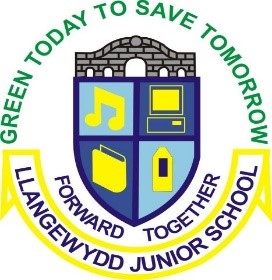 GREEN TODAY TO SAVE TOMORROW
FORWARD TOGETHER
LLANGEWYDD JUNIOR SCHOOL